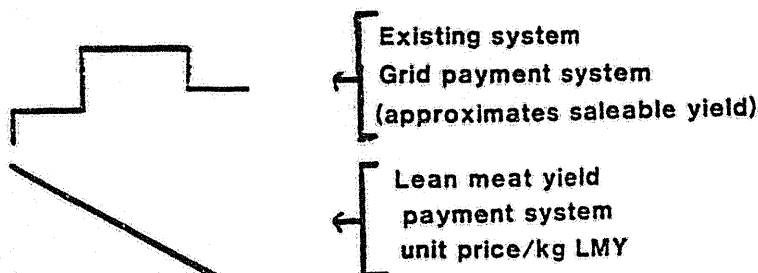 Existing system
Grid payment system
(approximates saleable yield)
Lean meat yield
payment system
unit price/kg LMY